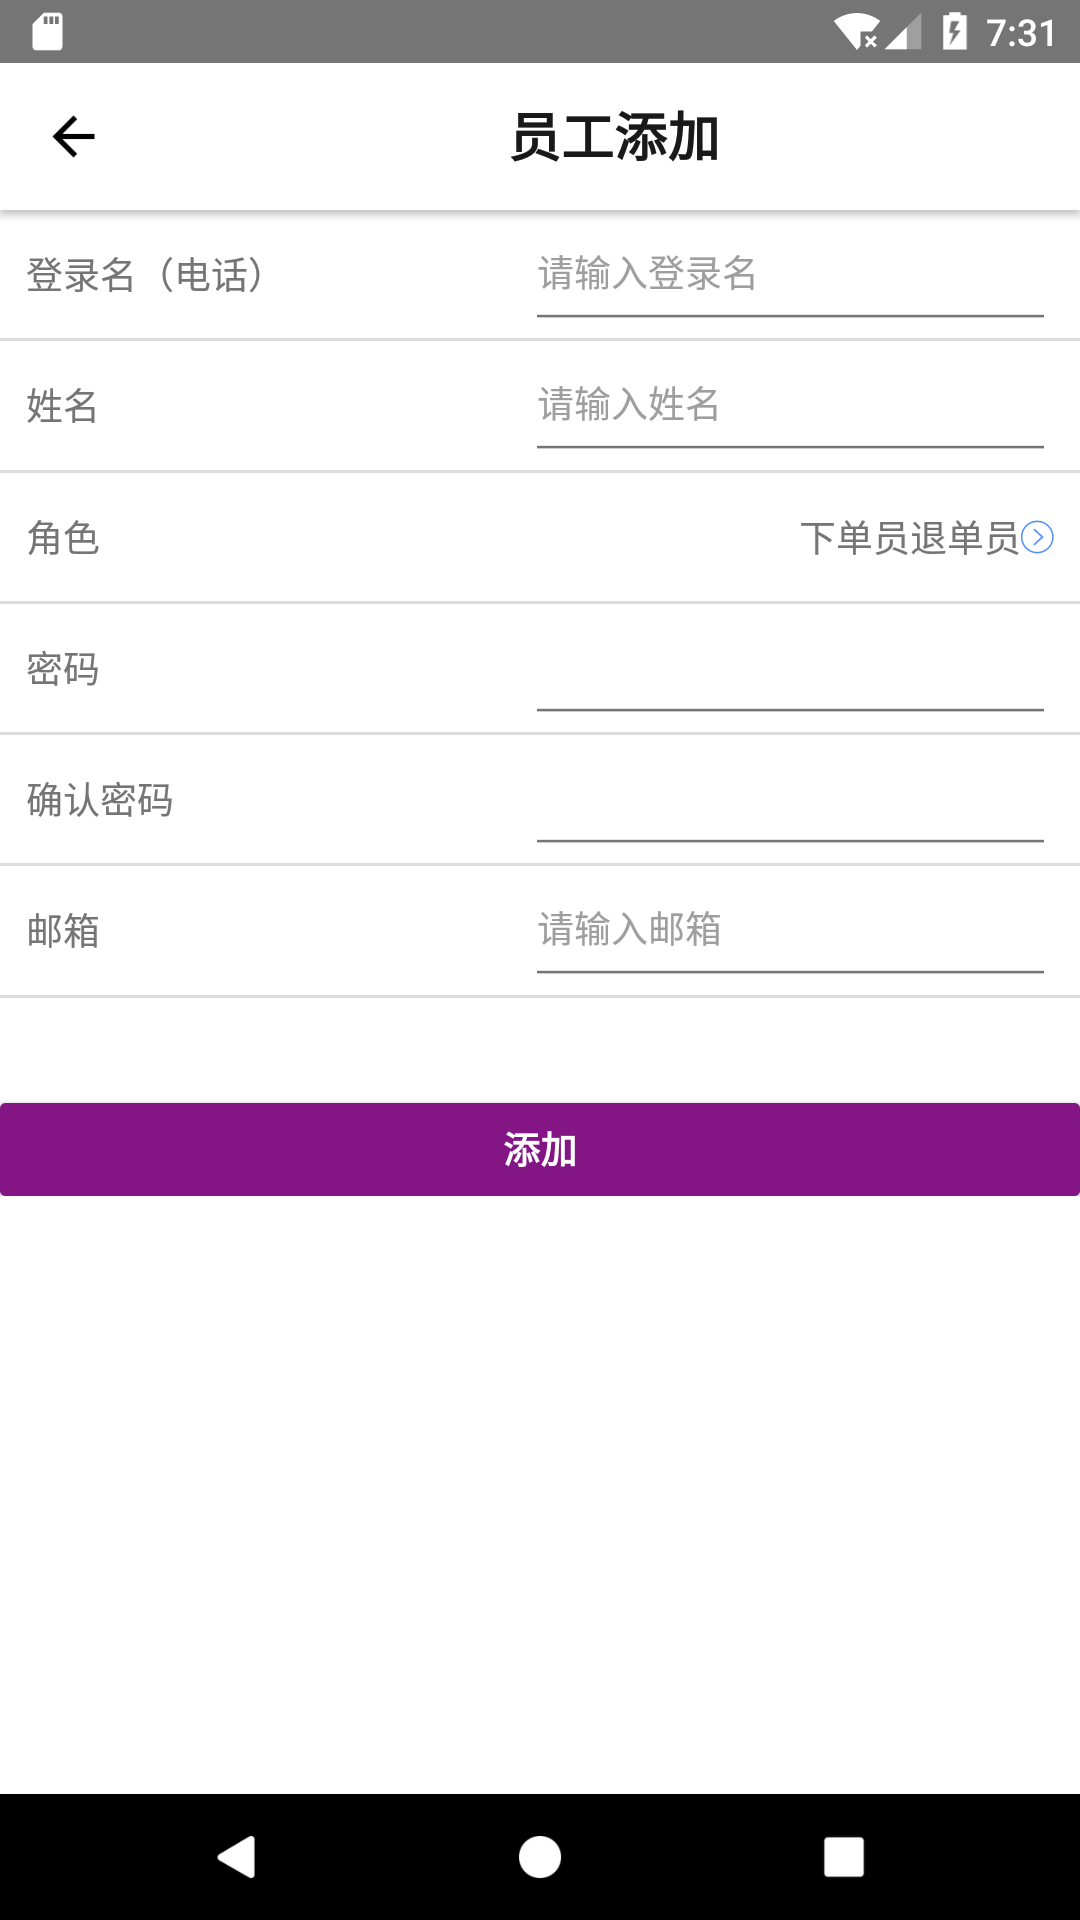 7:31
员工添加
登录名（电话）
请输入登录名
姓名
请输入姓名
角色
下单员退单员
密码
确认密码
邮箱
请输入邮箱
添加